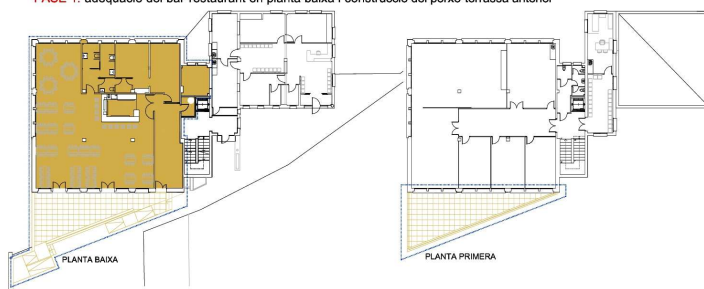 FASE 1: adequació del bar-restaurant en planta baixa i construcció del porxo-terrassa anterior
PLANTA BAIXA
PLANTA PRIMERA